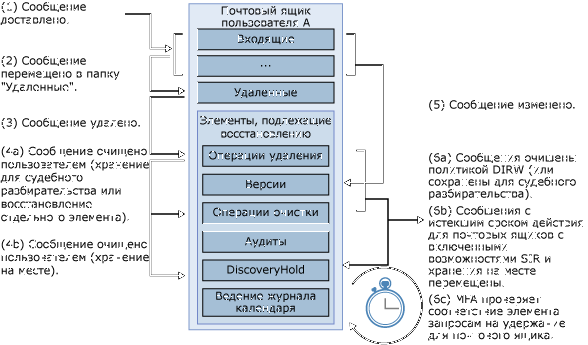 (1) Сообщение
доставлено.
(2) Сообщение
перемещено в папку
"Удаленные".
(3) Сообщение удалено.
(4a) Сообщение очищено
пользователем (хранение
для судебного
разбирательства или
восстановление
отдельного элемента).
(4b) Сообщение очищено
пользователем (хранение
на месте).
Почтовый ящик
пользователя A
Входящие
...
Удаленные
Элементы, подлежащие
восстановлению
Операции удаления
Версии
Операции очистки
Аудиты
DiscoveryHold
Ведение журнала
календаря
(5) Сообщение изменено.
(6a) Сообщения очищены
политикой DIRW (или
сохранены для судебного
разбирательства).
(6b) Сообщения с
истекшим сроком действия
для почтовых ящиков с
включенными
возможностями SIR и
хранения на месте
перемещены.
(6c) MFA проверяет
соответствие элемента
запросам на удержание
для почтового ящика.